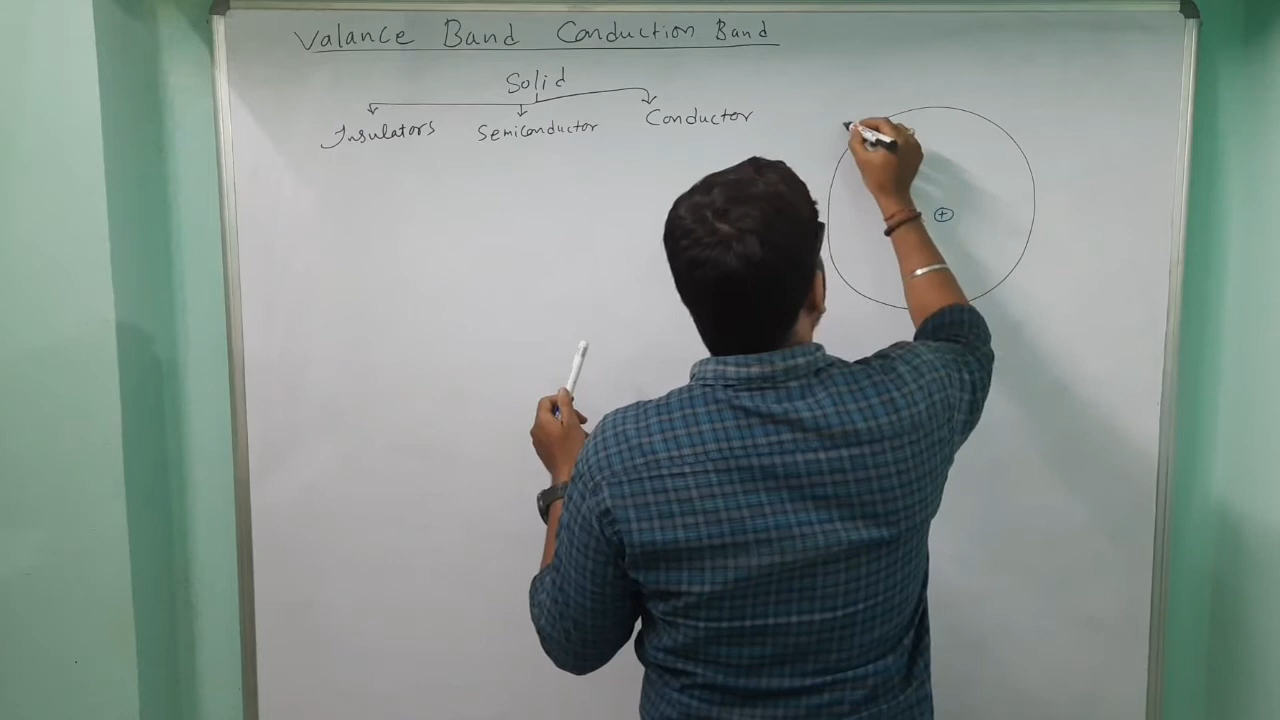 Valance Band Conduction Band
Solid
Insulators Semiconductor Conductor
+